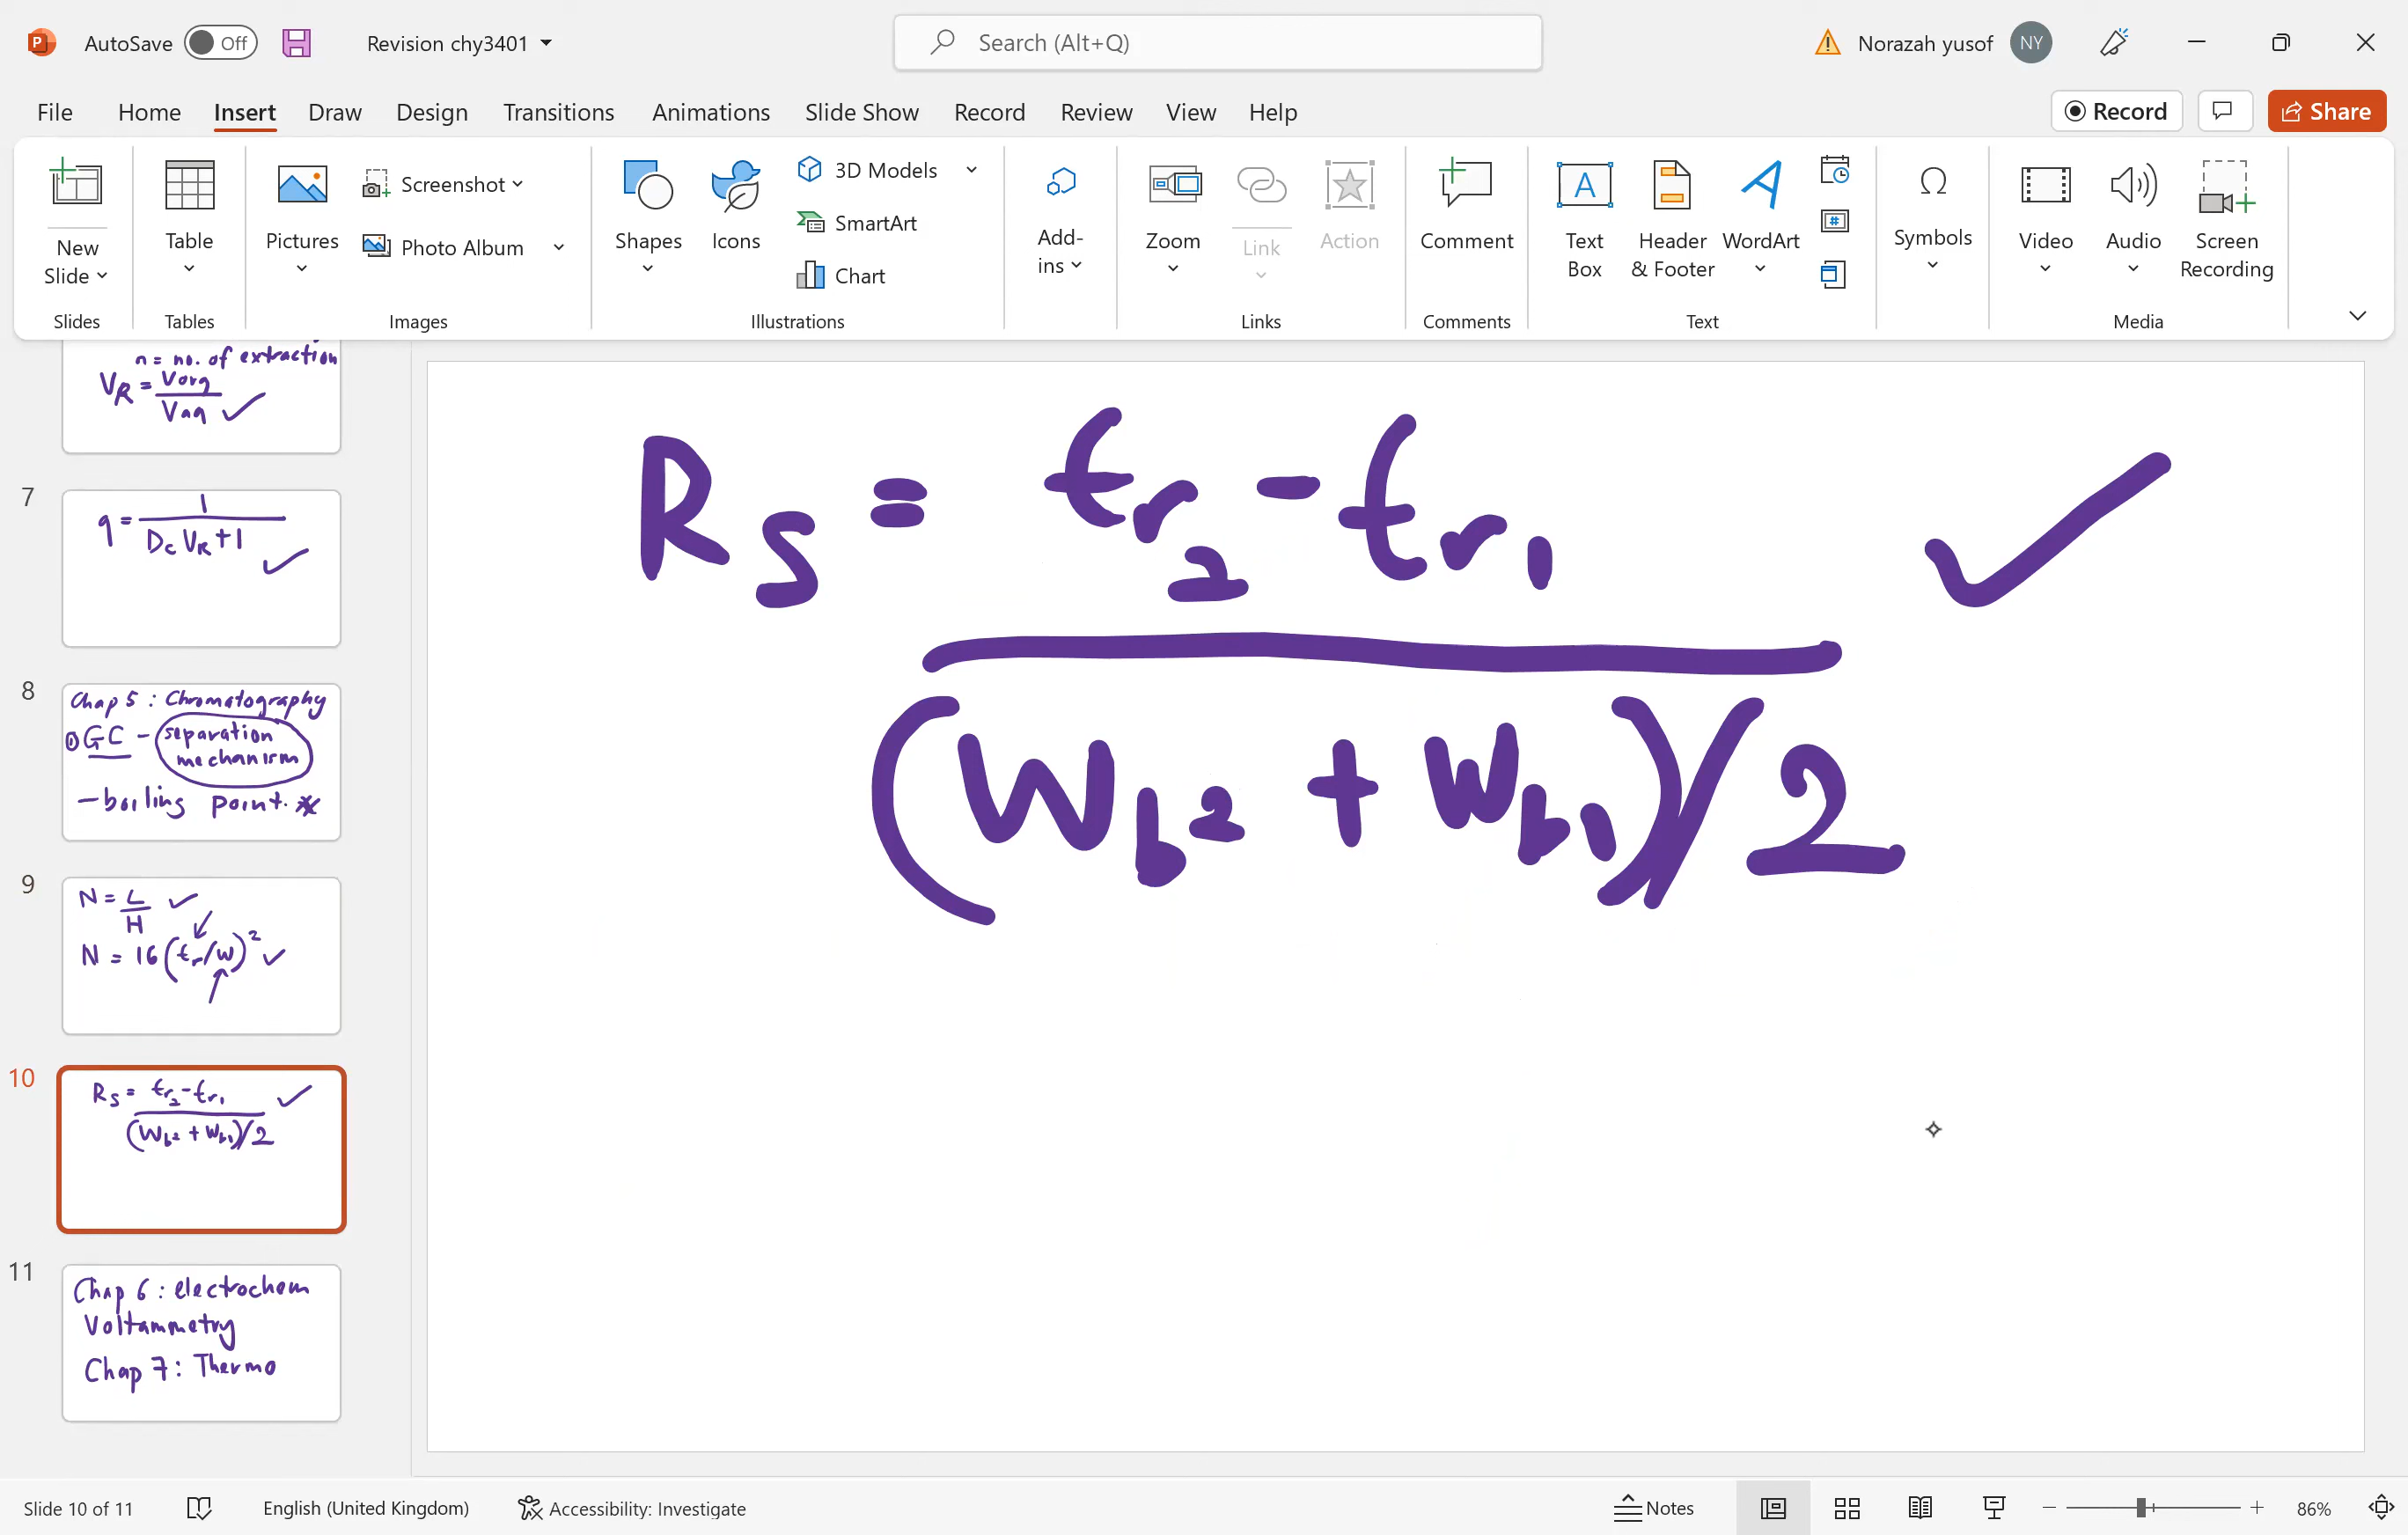 AutoSave Off Revision chy3401 Search (Alt+Q) Norazah yusof NY
File Home Insert Draw Design Transitions Animations Slide Show Record Review View Help Record Share
New Slide Table Pictures Screenshot Photo Album Shapes Icons 3D Models SmartArt Chart Add-ins Zoom Link Action Comment Text Box Header & Footer WordArt Symbols Video Audio Screen Recording
Slides Tables Images Illustrations Links Comments Text Media
n = no. of extraction
VR = Vorg
Vaq ✓
7
q = 1
Dc VR + 1 ✓
8
Chap 5 : Chromatography
① GC - separation
mechanism
- boiling point. *
9
N = L ✓
H
N = 16 (tr/w)² ✓
10
Rs = tr2 - tr1 ✓
(Wb2 + Wb1)/2
11
Chap 6 : electrochem
Voltammetry
Chap 7 : Thermo
Rs = tr2 - tr1 ✓
(Wb2 + Wb1)/2
Slide 10 of 11 English (United Kingdom) Accessibility: Investigate Notes 86%